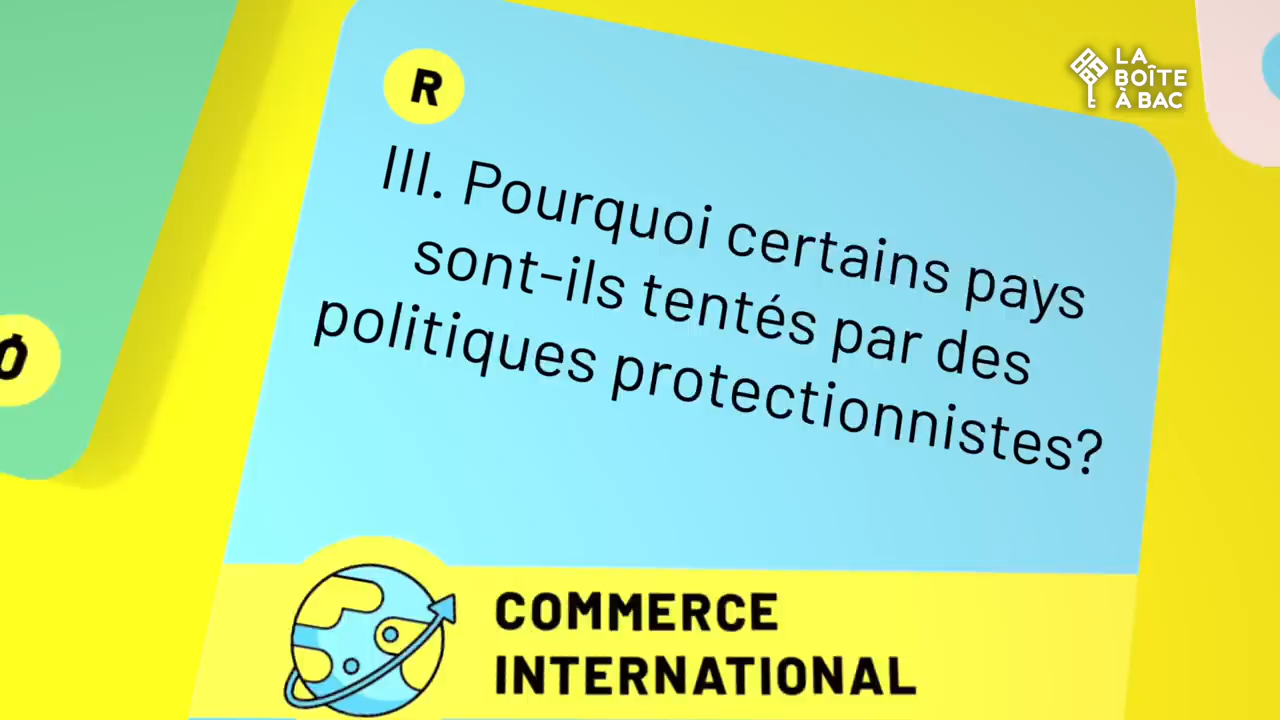 R
III. Pourquoi certains pays
sont-ils tentés par des
politiques protectionnistes?
COMMERCE
INTERNATIONAL
LA
BOÎTE
À BAC